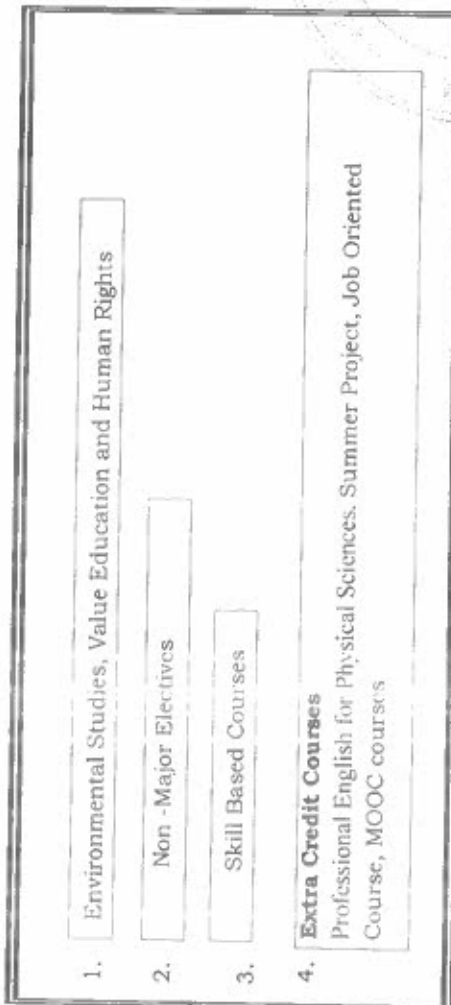 1. Environmental Studies, Value Education and Human Rights
2. Non -Major Electives
3. Skill Based Courses
4. Extra Credit Courses
Professional English for Physical Sciences. Summer Project, Job Oriented
Course, MOOC courses